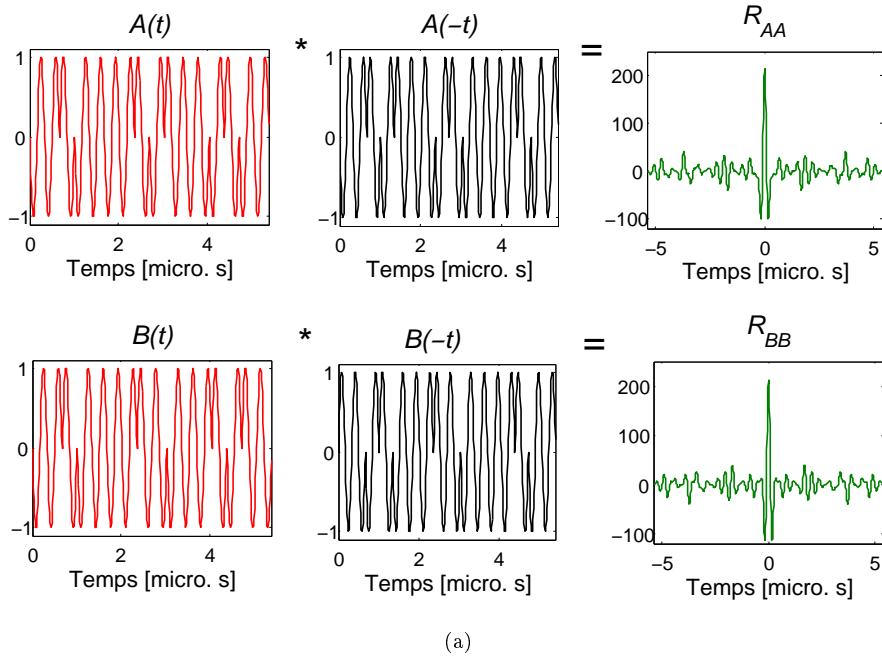 A(t) * A(−t) = R_AA
1
0
−1
0 2 4
Temps [micro. s]
1
0
−1
0 2 4
Temps [micro. s]
200
100
0
−100
−5 0 5
Temps [micro. s]
B(t) * B(−t) = R_BB
1
0
−1
0 2 4
Temps [micro. s]
1
0
−1
0 2 4
Temps [micro. s]
200
100
0
−100
−5 0 5
Temps [micro. s]
(a)